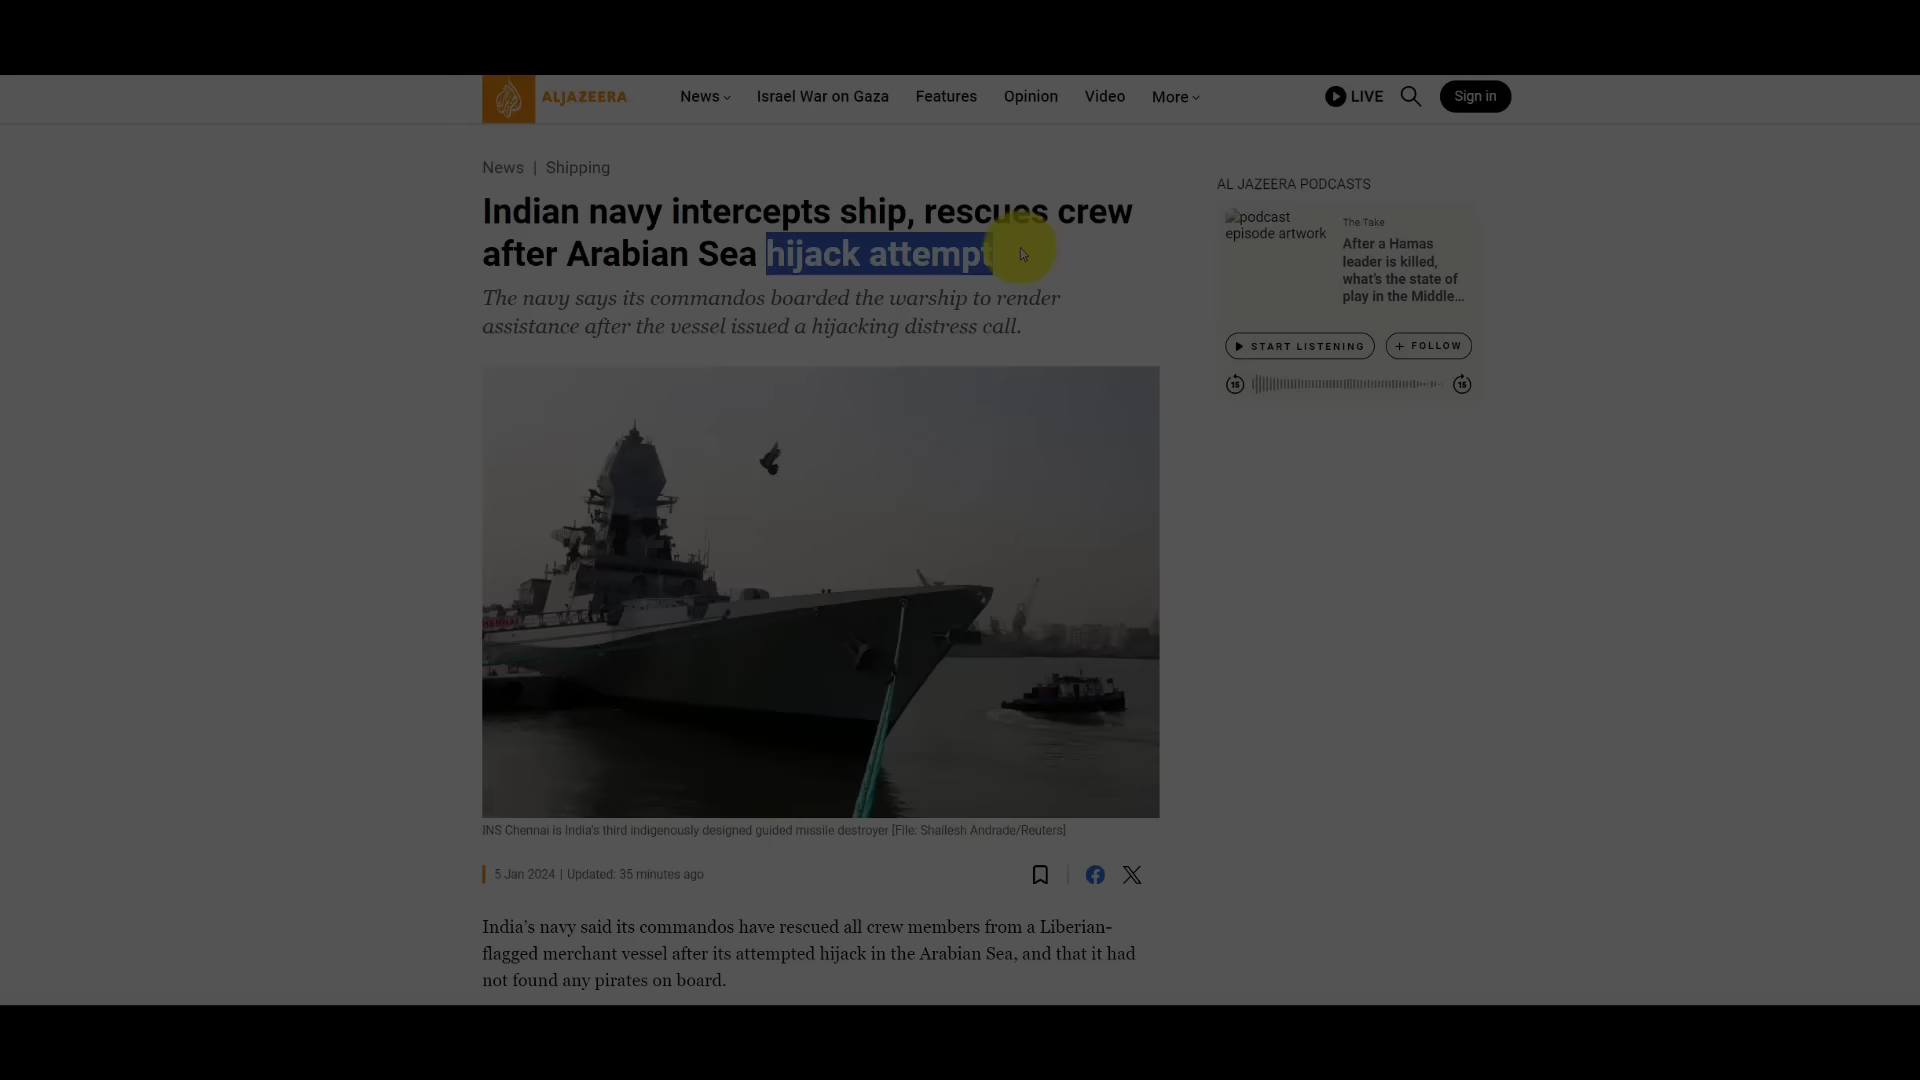 ALJAZEERA
News
Israel War on Gaza
Features
Opinion
Video
More
LIVE
Sign in
News | Shipping
Indian navy intercepts ship, rescues crew
after Arabian Sea hijack attempt
The navy says its commandos boarded the warship to render
assistance after the vessel issued a hijacking distress call.
CHENNAI
INS Chennai is India's third indigenously designed guided missile destroyer [File: Shailesh Andrade/Reuters]
5 Jan 2024 | Updated: 35 minutes ago
India's navy said its commandos have rescued all crew members from a Liberian-
flagged merchant vessel after its attempted hijack in the Arabian Sea, and that it had
not found any pirates on board.
AL JAZEERA PODCASTS
podcast
episode artwork
The Take
After a Hamas
leader is killed,
what's the state of
play in the Middle...
START LISTENING
+ FOLLOW
15
15